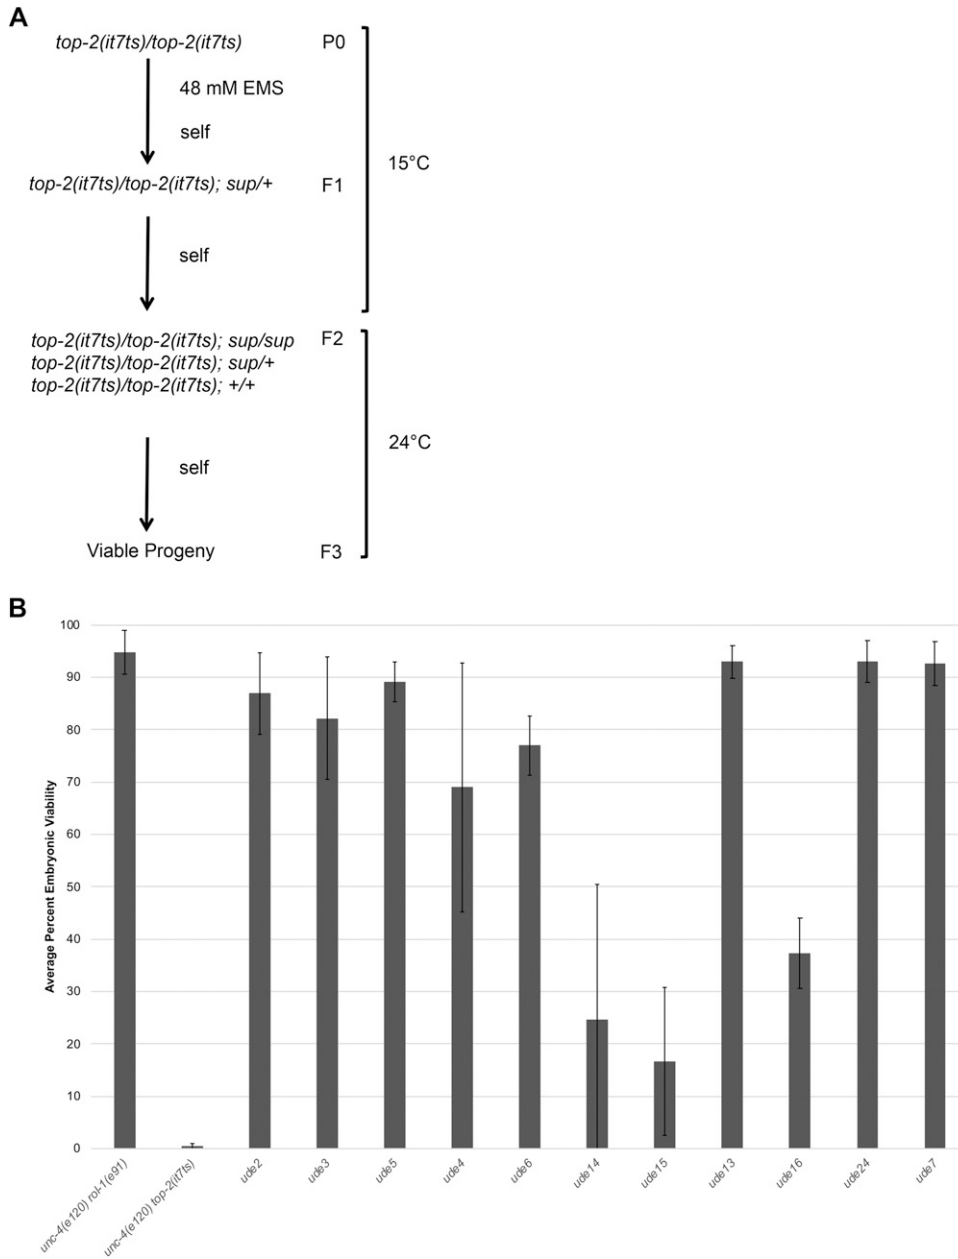 A
top-2(it7ts)/top-2(it7ts) P0
48 mM EMS
self
15°C
top-2(it7ts)/top-2(it7ts); sup/+ F1
self
top-2(it7ts)/top-2(it7ts); sup/sup F2
top-2(it7ts)/top-2(it7ts); sup/+
top-2(it7ts)/top-2(it7ts); +/+
24°C
self
Viable Progeny F3
B
Average Percent Embryonic Viability
100
90
80
70
60
50
40
30
20
10
0
unc-4(e120) rol-1(e91)
unc-4(e120) top-2(it7ts)
ude2
ude3
ude5
ude4
ude6
ude14
ude15
ude13
ude16
ude24
ude7